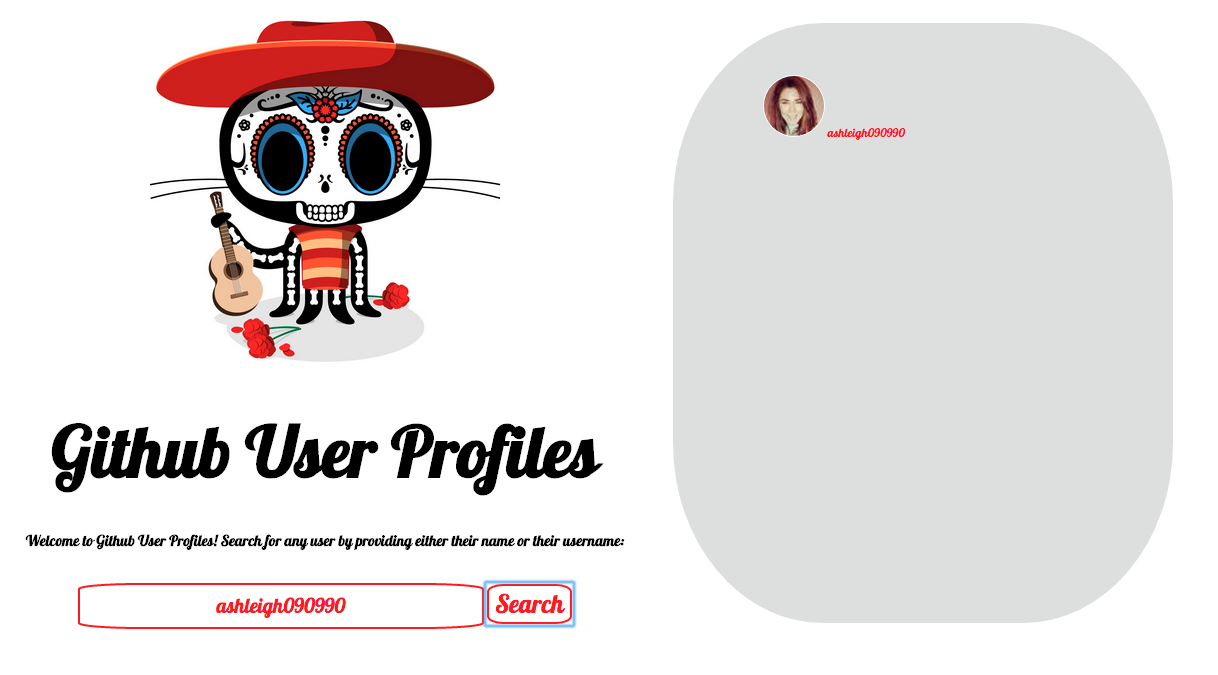 Github User Profiles
Welcome to Github User Profiles! Search for any user by providing either their name or their username:
ashleigh090990
Search
ashleigh090990